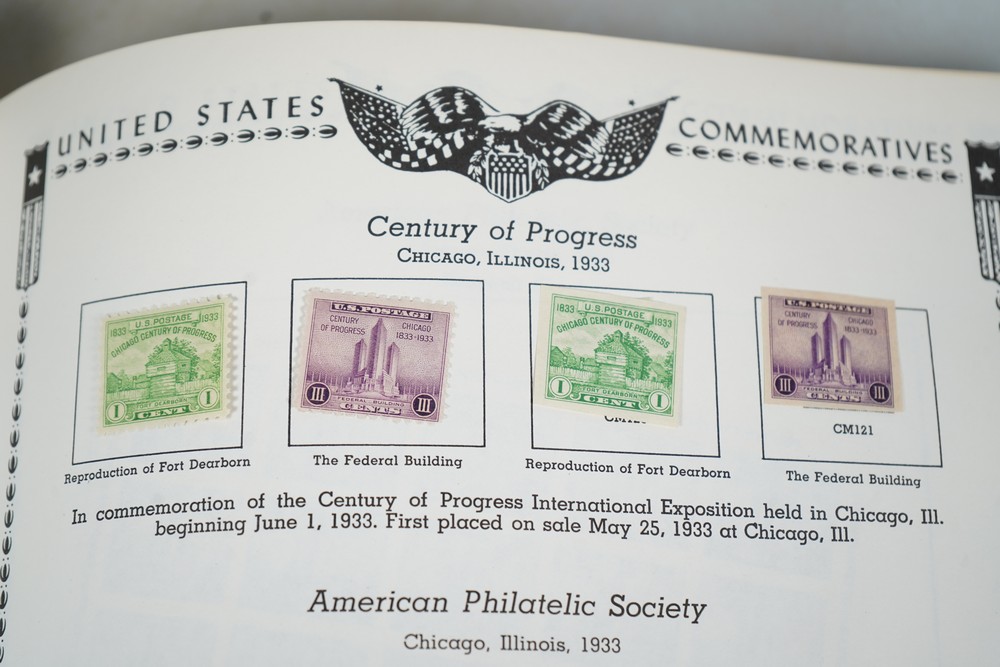 UNITED STATES COMMEMORATIVES
Century of Progress
CHICAGO, ILLINOIS, 1933
1833 U.S. POSTAGE 1933
CHICAGO CENTURY OF PROGRESS
FORT DEARBORN
1 CENT 1
U.S. POSTAGE
CENTURY OF PROGRESS
CHICAGO 1833-1933
FEDERAL BUILDING
III CENTS III
1833 U.S. POSTAGE 1933
CHICAGO CENTURY OF PROGRESS
FORT DEARBORN
1 CENT 1
U.S. POSTAGE
CENTURY OF PROGRESS
CHICAGO 1833-1933
FEDERAL BUILDING
III CENTS III
CM121
Reproduction of Fort Dearborn
The Federal Building
Reproduction of Fort Dearborn
The Federal Building
In commemoration of the Century of Progress International Exposition held in Chicago, Ill.
beginning June 1, 1933. First placed on sale May 25, 1933 at Chicago, Ill.
American Philatelic Society
Chicago, Illinois, 1933